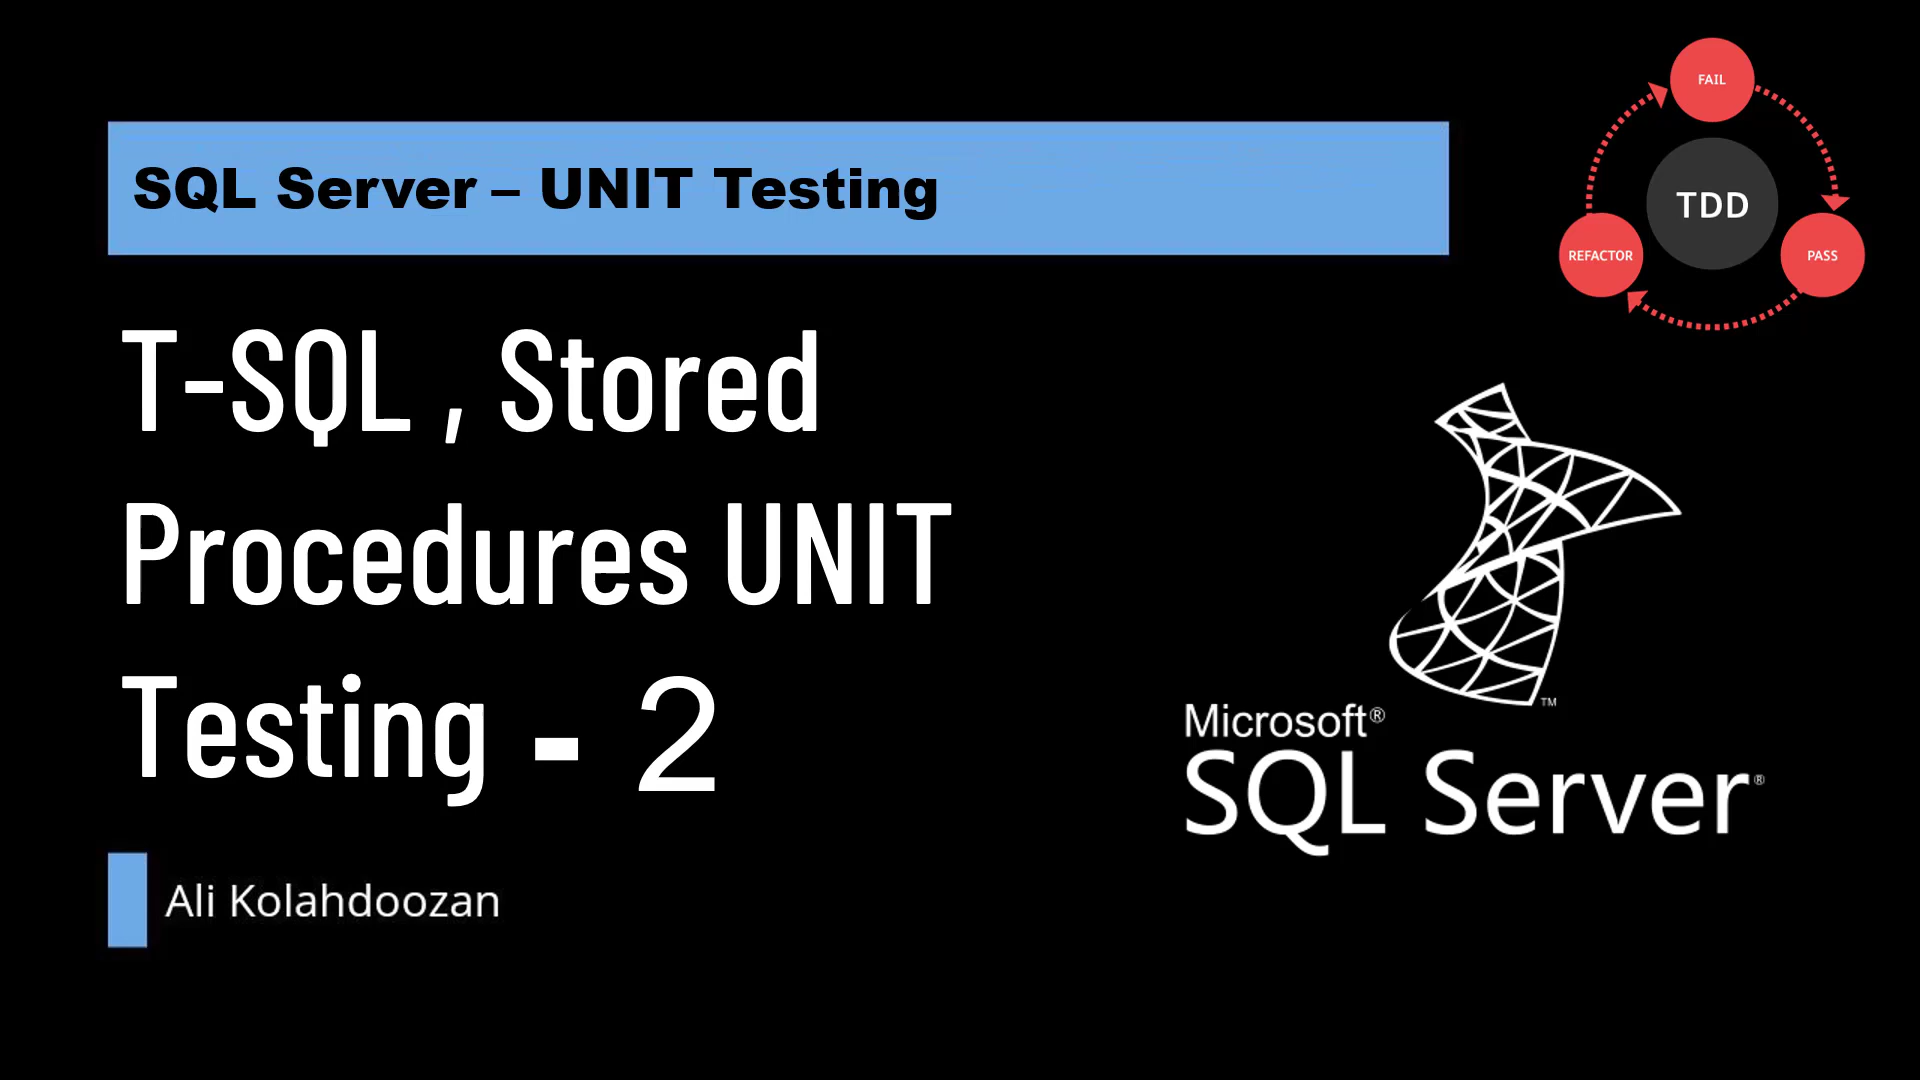 SQL Server – UNIT Testing
FAIL
TDD
REFACTOR
PASS
T-SQL , Stored
Procedures UNIT
Testing - 2
TM
Microsoft®
SQL Server®
Ali Kolahdoozan